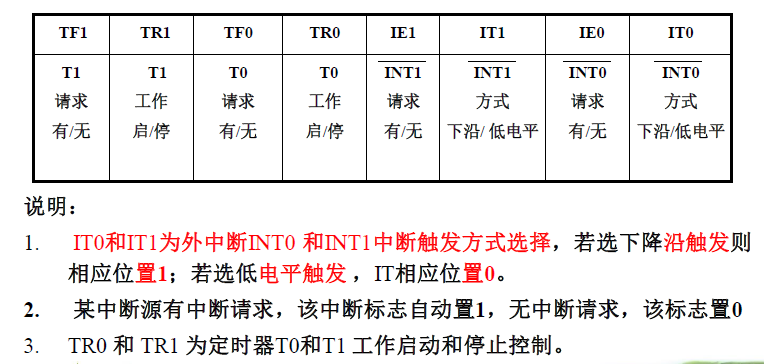 TF1 TR1 TF0 TR0 IE1 IT1 IE0 IT0
T1 T1 T0 T0 INT1 INT1 INT0 INT0
请求 工作 请求 工作 请求 方式 请求 方式
有/无 启/停 有/无 启/停 有/无 下沿/ 低电平 有/无 下沿/低电平
说明：
1. IT0和IT1为外中断INT0 和INT1中断触发方式选择，若选下降沿触发则
相应位置1；若选低电平触发 ，IT相应位置0。
2. 某中断源有中断请求，该中断标志自动置1，无中断请求，该标志置0
3. TR0 和 TR1 为定时器T0和T1 工作启动和停止控制。